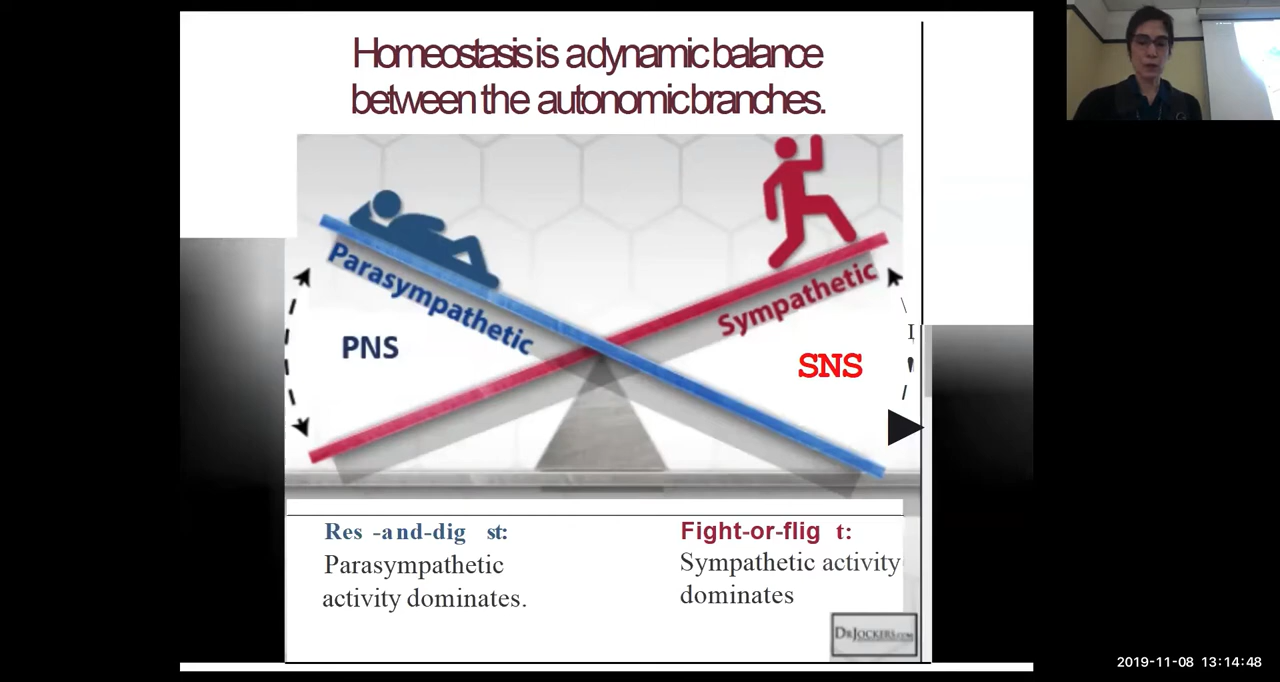 Homeostasis is a dynamic balance
between the autonomic branches.
Parasympathetic
Sympathetic
PNS
SNS
Res -and-dig st:
Parasympathetic
activity dominates.
Fight-or-flig t:
Sympathetic activity
dominates
DRJOCKERS.COM
2019-11-08 13:14:48